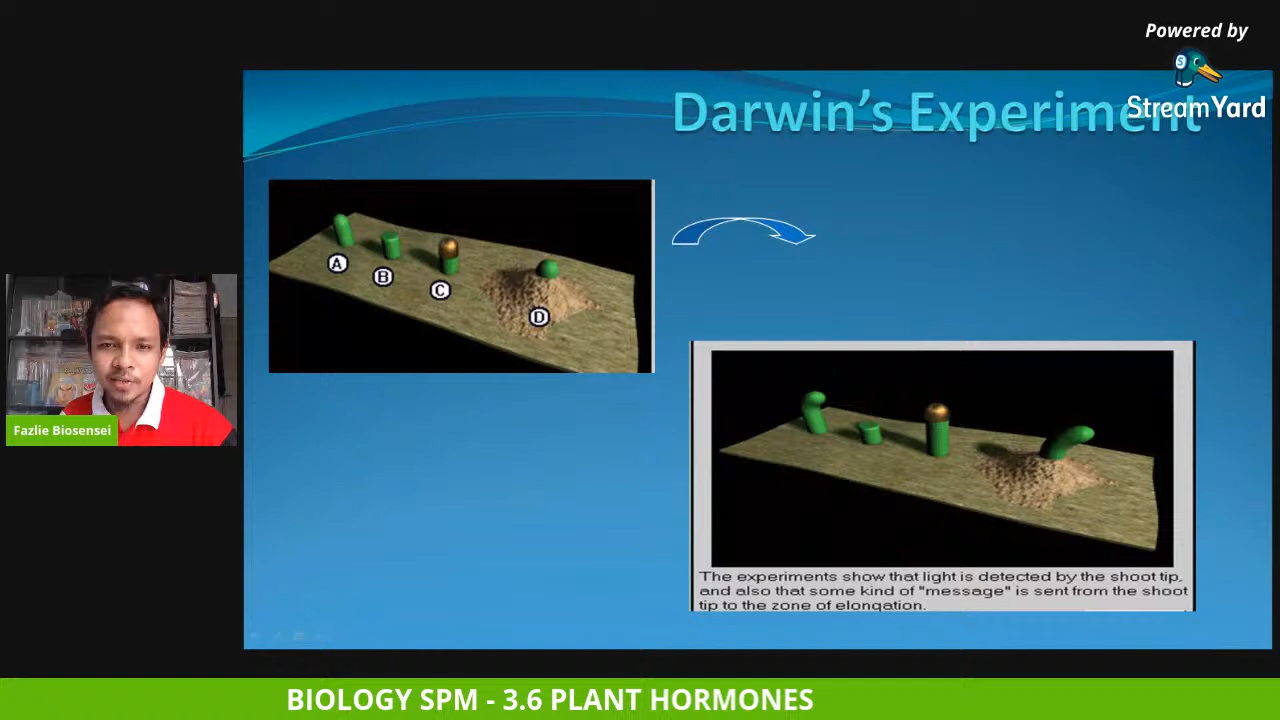 Powered by
StreamYard
Darwin's Experiment
A
B
C
D
Fazlie Biosensei
The experiments show that light is detected by the shoot tip,
and also that some kind of "message" is sent from the shoot
tip to the zone of elongation.
BIOLOGY SPM - 3.6 PLANT HORMONES